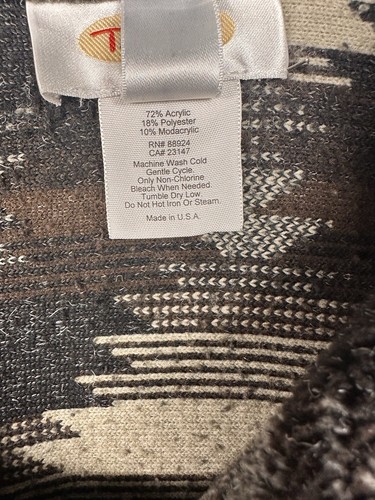 T
72% Acrylic
18% Polyester
10% Modacrylic
RN# 88924
CA# 23147
Machine Wash Cold
Gentle Cycle.
Only Non-Chlorine
Bleach When Needed.
Tumble Dry Low.
Do Not Hot Iron Or Steam.
Made in U.S.A.